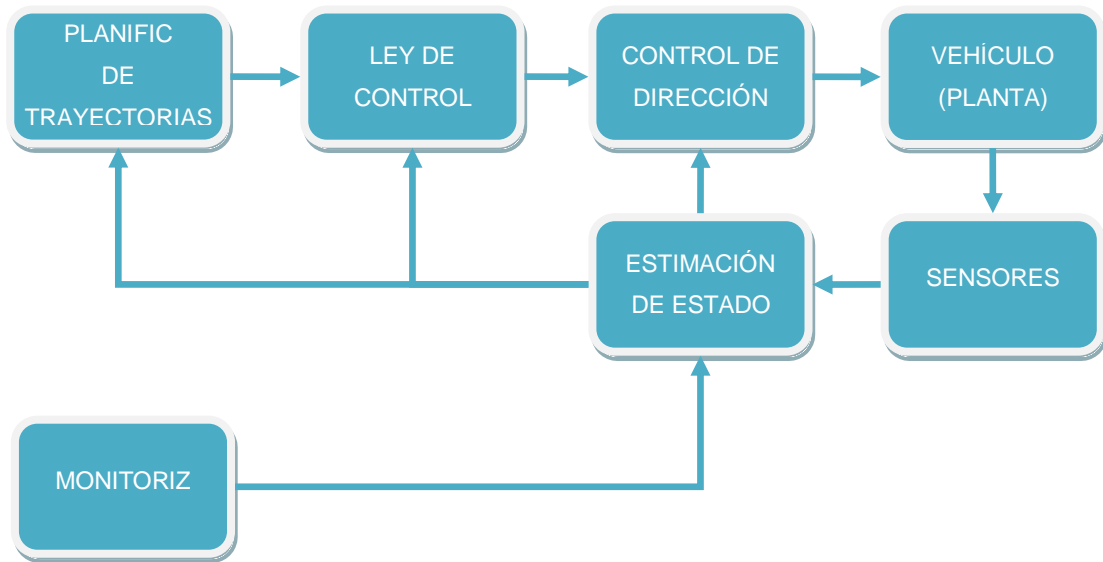 PLANIFIC
DE
TRAYECTORIAS
LEY DE
CONTROL
CONTROL DE
DIRECCIÓN
VEHÍCULO
(PLANTA)
ESTIMACIÓN
DE ESTADO
SENSORES
MONITORIZ